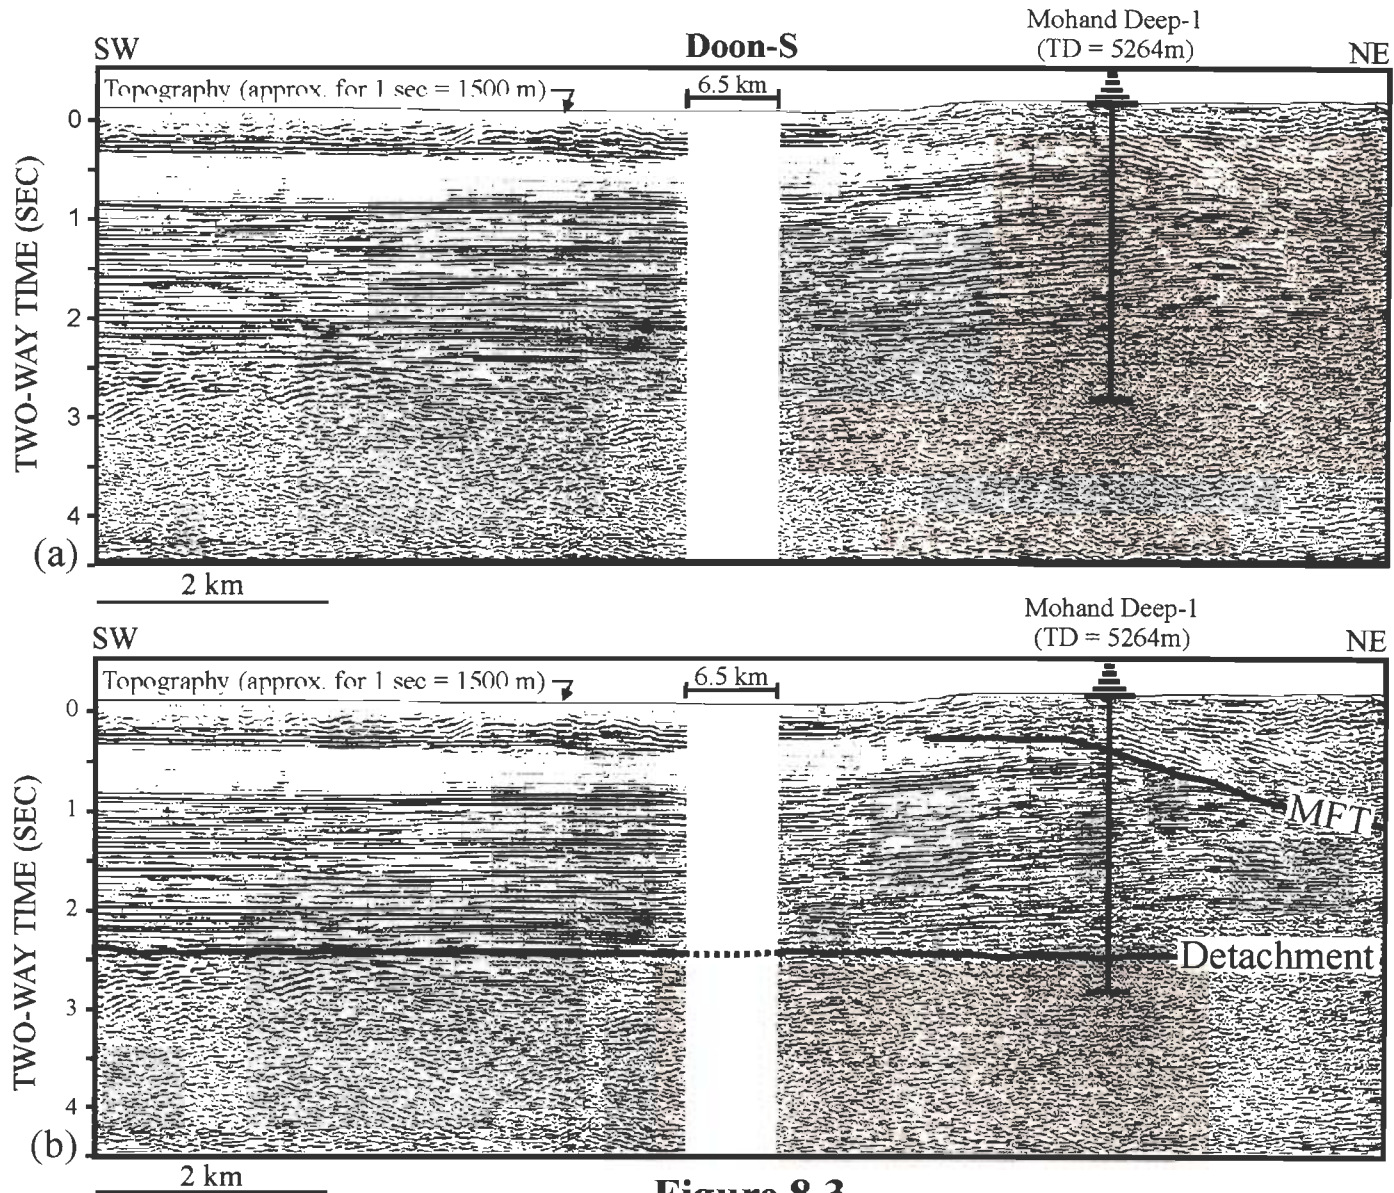 Mohand Deep-1
SW Doon-S (TD = 5264m) NE
Topography (approx. for 1 sec = 1500 m) 6.5 km
0
1
2
3
4
TWO-WAY TIME (SEC)
(a)
2 km
Mohand Deep-1
SW (TD = 5264m) NE
Topography (approx. for 1 sec = 1500 m) 6.5 km
0
1
2
3
4
TWO-WAY TIME (SEC)
MFT
Detachment
(b)
2 km
Figure 8.3